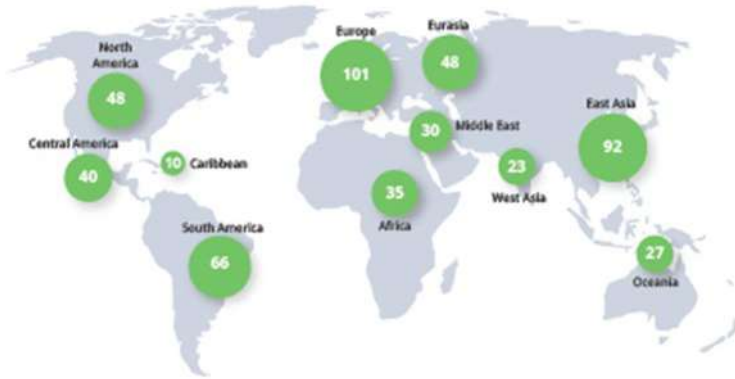 Europe
101
Eurasia
48
North
America
48
East Asia
92
Central America
40
10 Caribbean
30 Middle East
23
West Asia
35
Africa
South America
66
27
Oceania